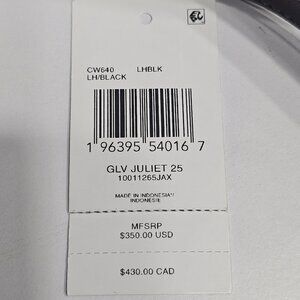 CW640 LHBLK
LH/BLACK
1 96395 54016 7
GLV JULIET 25
10011265JAX
MADE IN INDONESIA/
INDONESIE
MFSRP
$350.00 USD
$430.00 CAD